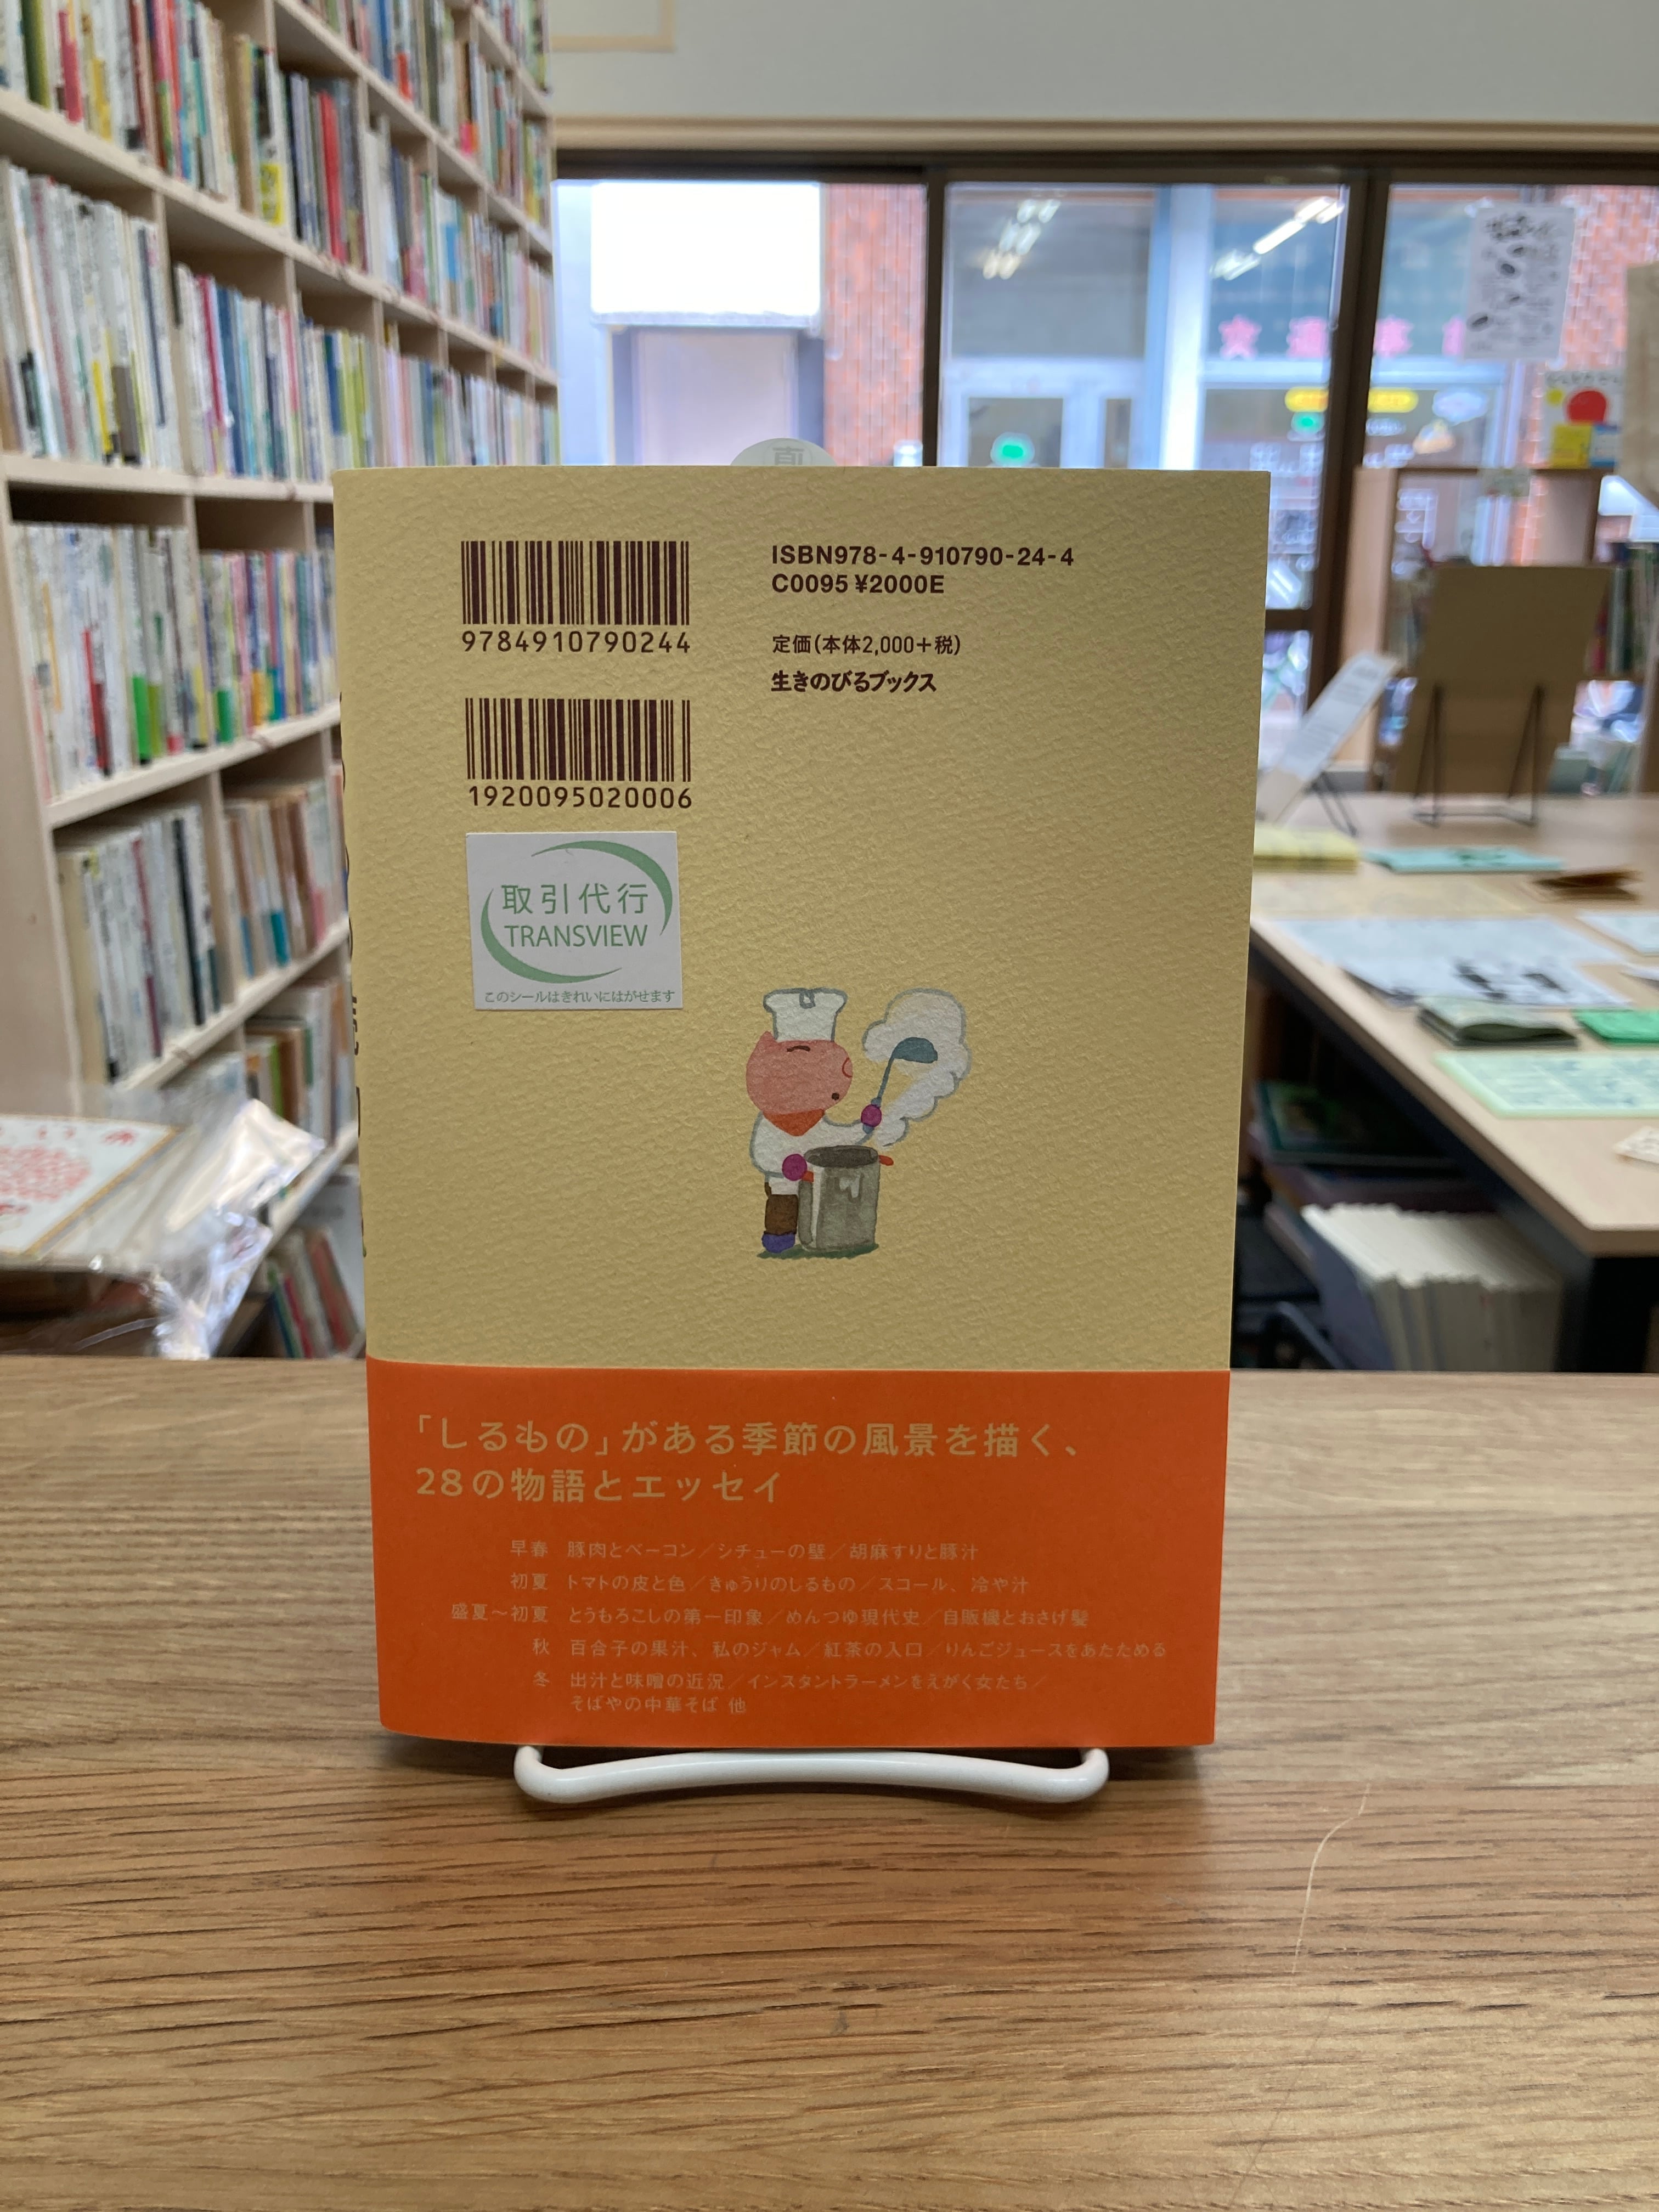 9784910790244
1920095020006
ISBN978-4-910790-24-4
C0095 ¥2000E
定価(本体2,000+税)
生きのびるブックス
取引代行
TRANSVIEW
このシールはきれいにはがせます
「しるもの」がある季節の風景を描く、
28の物語とエッセイ
早春 豚肉とベーコン/シチューの壁/胡麻すりと豚汁
初夏 トマトの皮と色/きゅうりのしるもの/スコール、冷や汁
盛夏〜初夏 とうもろこしの第一印象/めんつゆ現代史/自販機とおさげ髪
秋 百合子の果汁、私のジャム/紅茶の入口/りんごジュースをあたためる
冬 出汁と味噌の近況/インスタントラーメンをえがく女たち/
そばやの中華そば 他